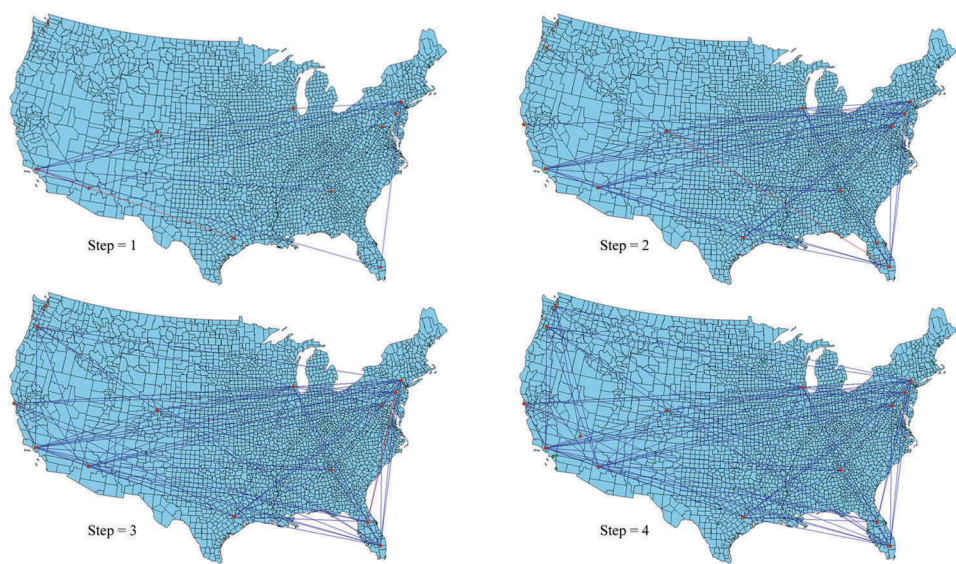 Step = 1
Step = 2
Step = 3
Step = 4